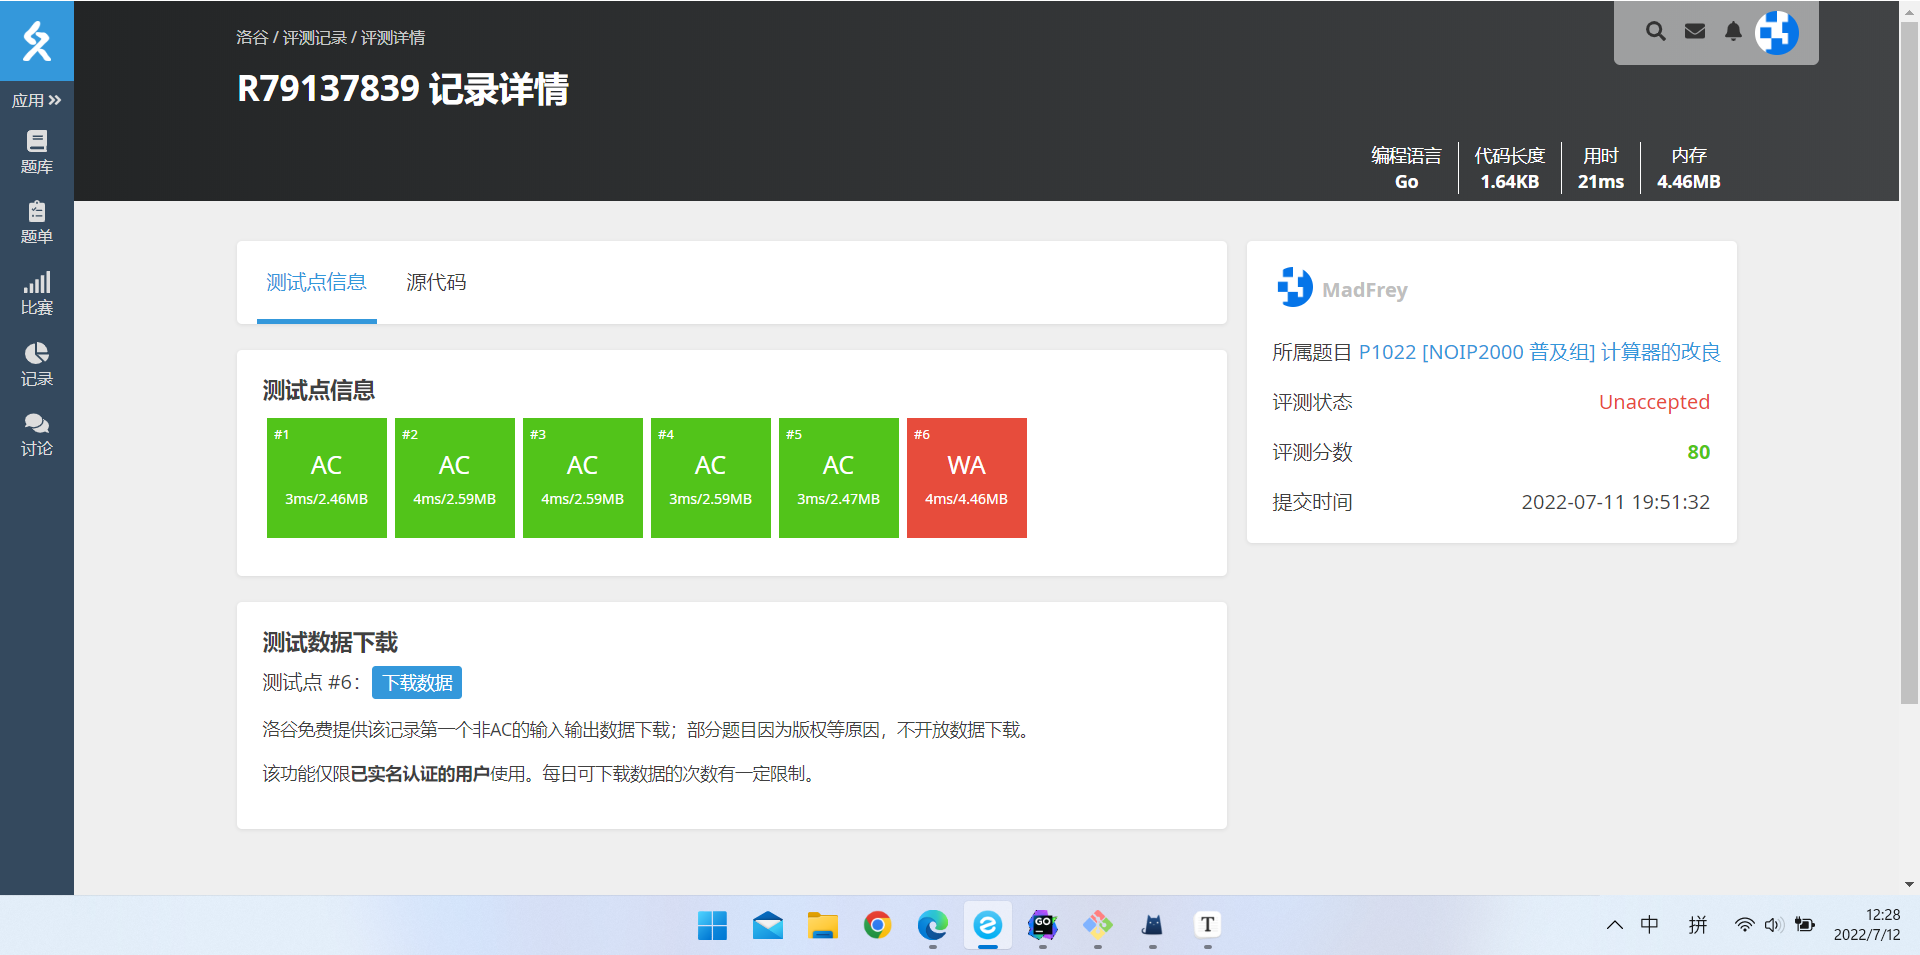 洛谷 / 评测记录 / 评测详情
R79137839 记录详情
编程语言
Go
代码长度
1.64KB
用时
21ms
内存
4.46MB
应用
题库
题单
比赛
记录
讨论
测试点信息
源代码
测试点信息
#1
AC
3ms/2.46MB
#2
AC
4ms/2.59MB
#3
AC
4ms/2.59MB
#4
AC
3ms/2.59MB
#5
AC
3ms/2.47MB
#6
WA
4ms/4.46MB
测试数据下载
测试点 #6： 下载数据
洛谷免费提供该记录第一个非AC的输入输出数据下载；部分题目因为版权等原因，不开放数据下载。
该功能仅限已实名认证的用户使用。每日可下载数据的次数有一定限制。
MadFrey
所属题目 P1022 [NOIP2000 普及组] 计算器的改良
评测状态 Unaccepted
评测分数 80
提交时间 2022-07-11 19:51:32
GO
T
中
拼
12:28
2022/7/12